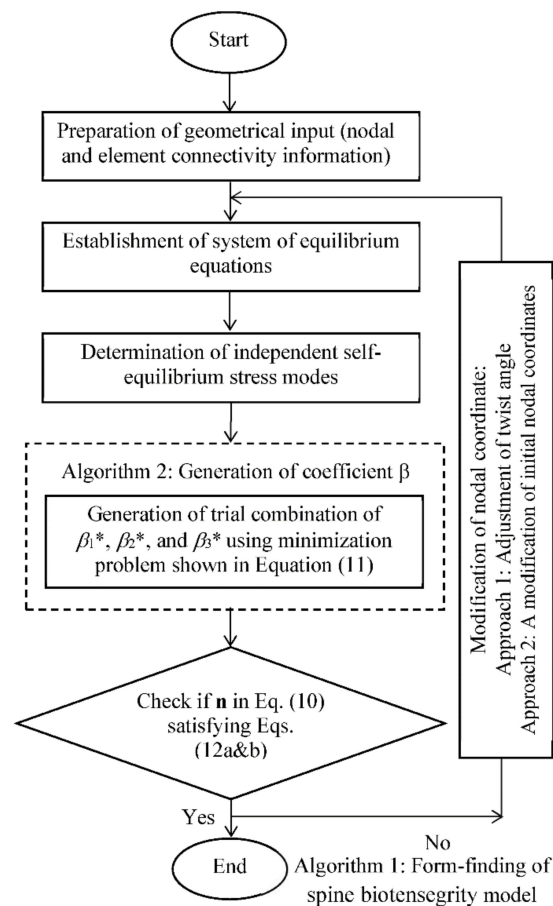 Start
Preparation of geometrical input (nodal
and element connectivity information)
Establishment of system of equilibrium
equations
Determination of independent self-
equilibrium stress modes
Algorithm 2: Generation of coefficient β
Generation of trial combination of
β₁*, β₂*, and β₃* using minimization
problem shown in Equation (11)
Check if n in Eq. (10)
satisfying Eqs.
(12a&b)
Yes
End
No
Modification of nodal coordinate:
Approach 1: Adjustment of twist angle
Approach 2: A modification of initial nodal coordinates
Algorithm 1: Form-finding of
spine biotensegrity model